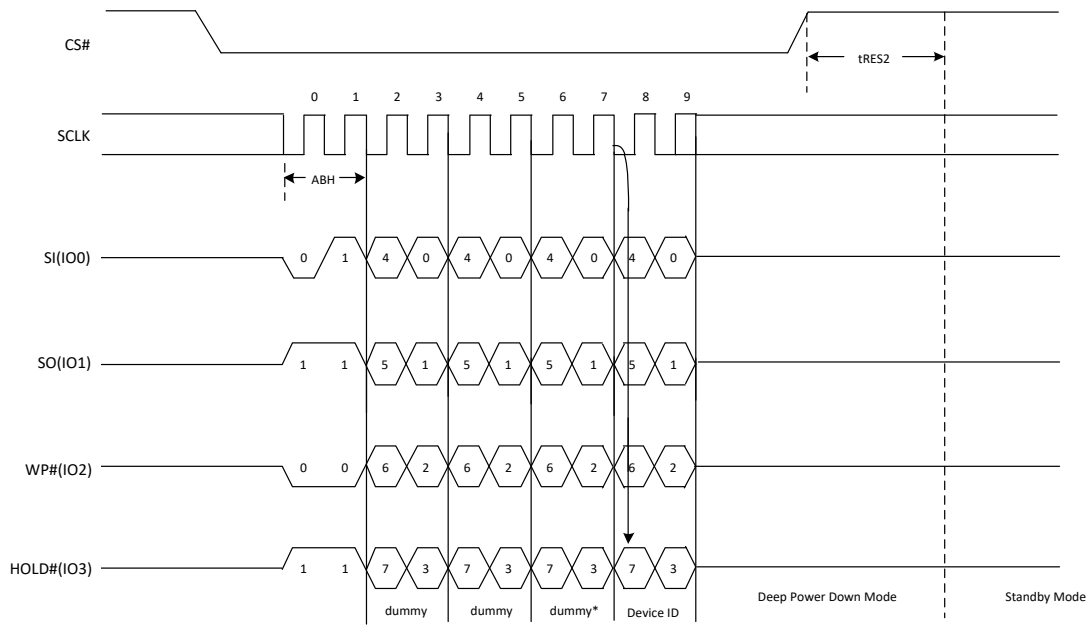 CS#
tRES2
0 1 2 3 4 5 6 7 8 9
SCLK
ABH
SI(IO0) 0 1 4 0 4 0 4 0 4 0
SO(IO1) 1 1 5 1 5 1 5 1 5 1
WP#(IO2) 0 0 6 2 6 2 6 2 6 2
HOLD#(IO3) 1 1 7 3 7 3 7 3 7 3
dummy dummy dummy* Device ID Deep Power Down Mode Standby Mode